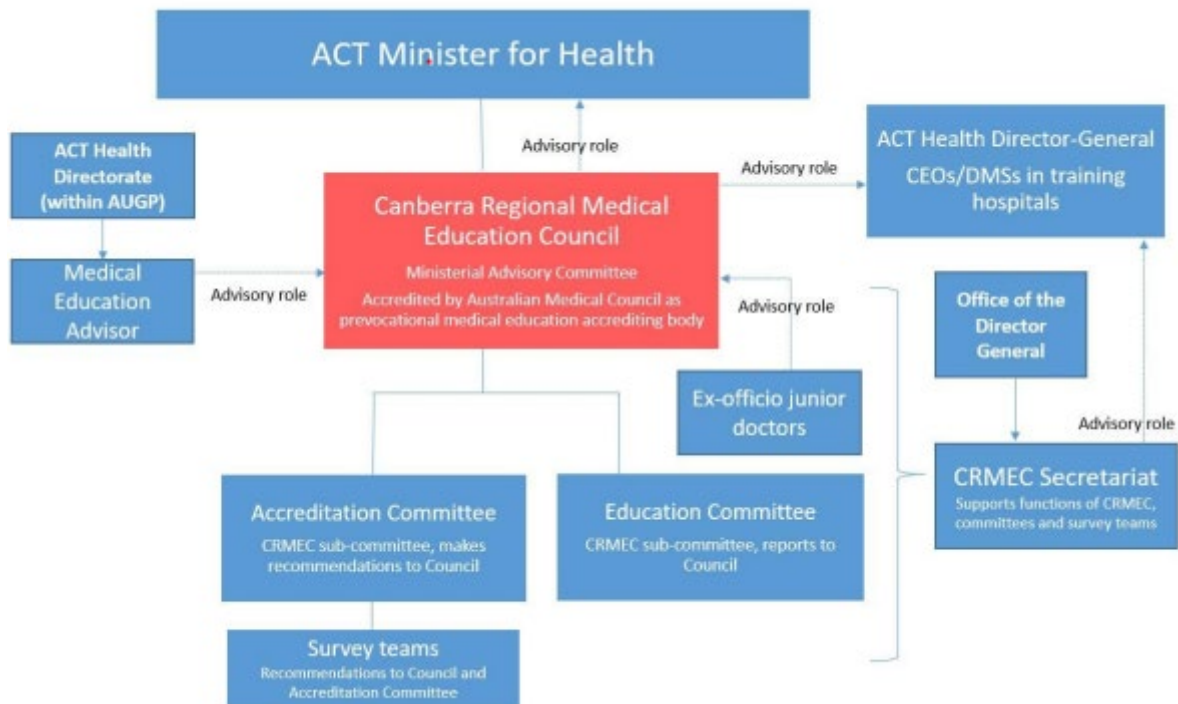 ACT Minister for Health
Advisory role
ACT Health
Directorate
(within AUGP)
Medical
Education
Advisor
Advisory role
Canberra Regional Medical
Education Council
Ministerial Advisory Committee
Accredited by Australian Medical Council as
prevocational medical education accrediting body
Advisory role
ACT Health Director-General
CEOs/DMSs in training
hospitals
Advisory role
Ex-officio junior
doctors
Office of the
Director
General
Advisory role
CRMEC Secretariat
Supports functions of CRMEC,
committees and survey teams
Accreditation Committee
CRMEC sub-committee, makes
recommendations to Council
Education Committee
CRMEC sub-committee, reports to
Council
Survey teams
Recommendations to Council and
Accreditation Committee